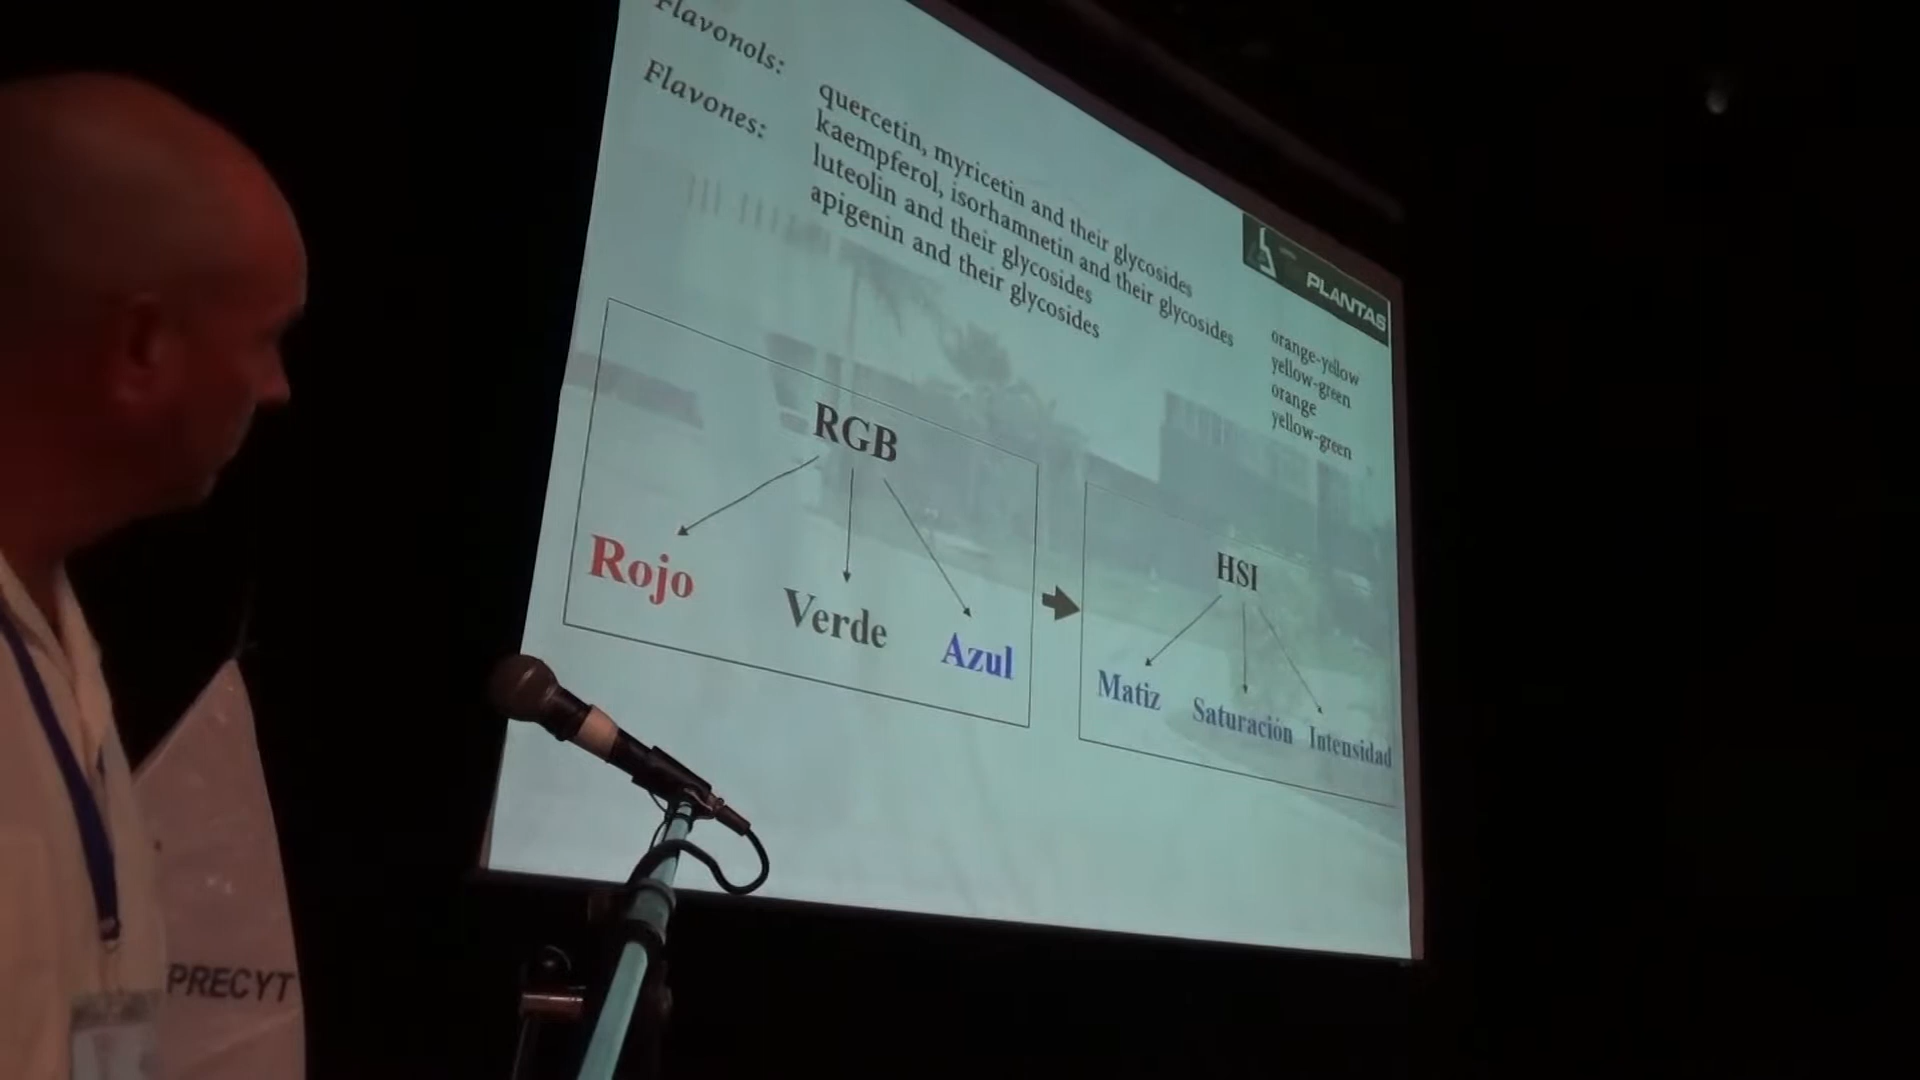 Flavonols:
quercetin, myricetin and their glycosides
orange-yellow
kaempferol, isorhamnetin and their glycosides
yellow-green
Flavones:
luteolin and their glycosides
orange
apigenin and their glycosides
yellow-green
PLANTAS
RGB
Rojo
Verde
Azul
HSI
Matiz
Saturación
Intensidad
PRECYT